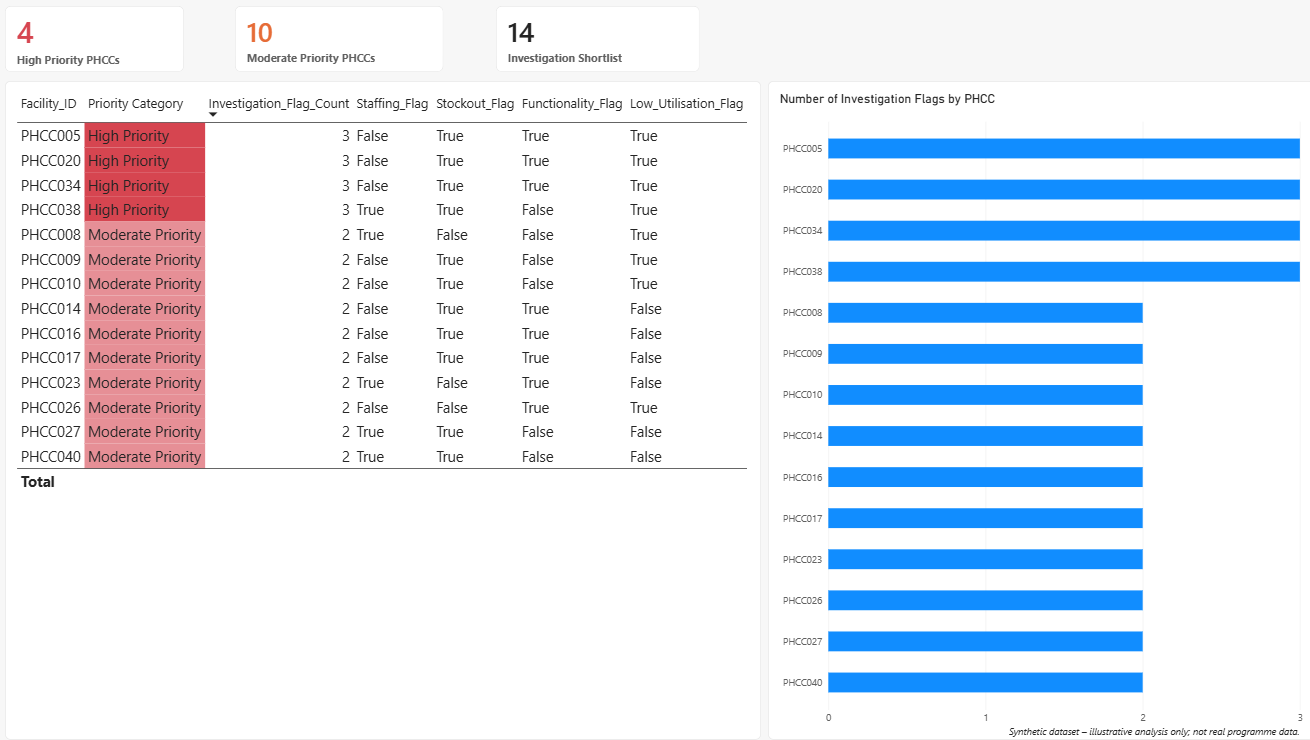 4
High Priority PHCCs
10
Moderate Priority PHCCs
14
Investigation Shortlist
Facility_ID Priority Category Investigation_Flag_Count Staffing_Flag Stockout_Flag Functionality_Flag Low_Utilisation_Flag
PHCC005 High Priority 3 False True True True
PHCC020 High Priority 3 False True True True
PHCC034 High Priority 3 False True True True
PHCC038 High Priority 3 True True False True
PHCC008 Moderate Priority 2 True False False True
PHCC009 Moderate Priority 2 False True False True
PHCC010 Moderate Priority 2 False True False True
PHCC014 Moderate Priority 2 False True True False
PHCC016 Moderate Priority 2 False True True False
PHCC017 Moderate Priority 2 False True True False
PHCC023 Moderate Priority 2 True False True False
PHCC026 Moderate Priority 2 False False True True
PHCC027 Moderate Priority 2 True True False False
PHCC040 Moderate Priority 2 True True False False
Total
Number of Investigation Flags by PHCC
PHCC005
PHCC020
PHCC034
PHCC038
PHCC008
PHCC009
PHCC010
PHCC014
PHCC016
PHCC017
PHCC023
PHCC026
PHCC027
PHCC040
0 1 2 3
Synthetic dataset – illustrative analysis only; not real programme data.